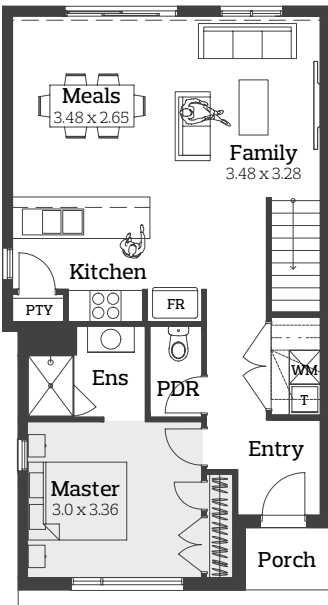 Meals
3.48 x 2.65
Family
3.48 x 3.28
Kitchen
PTY
FR
Ens
PDR
WM
T
Entry
Master
3.0 x 3.36
Porch